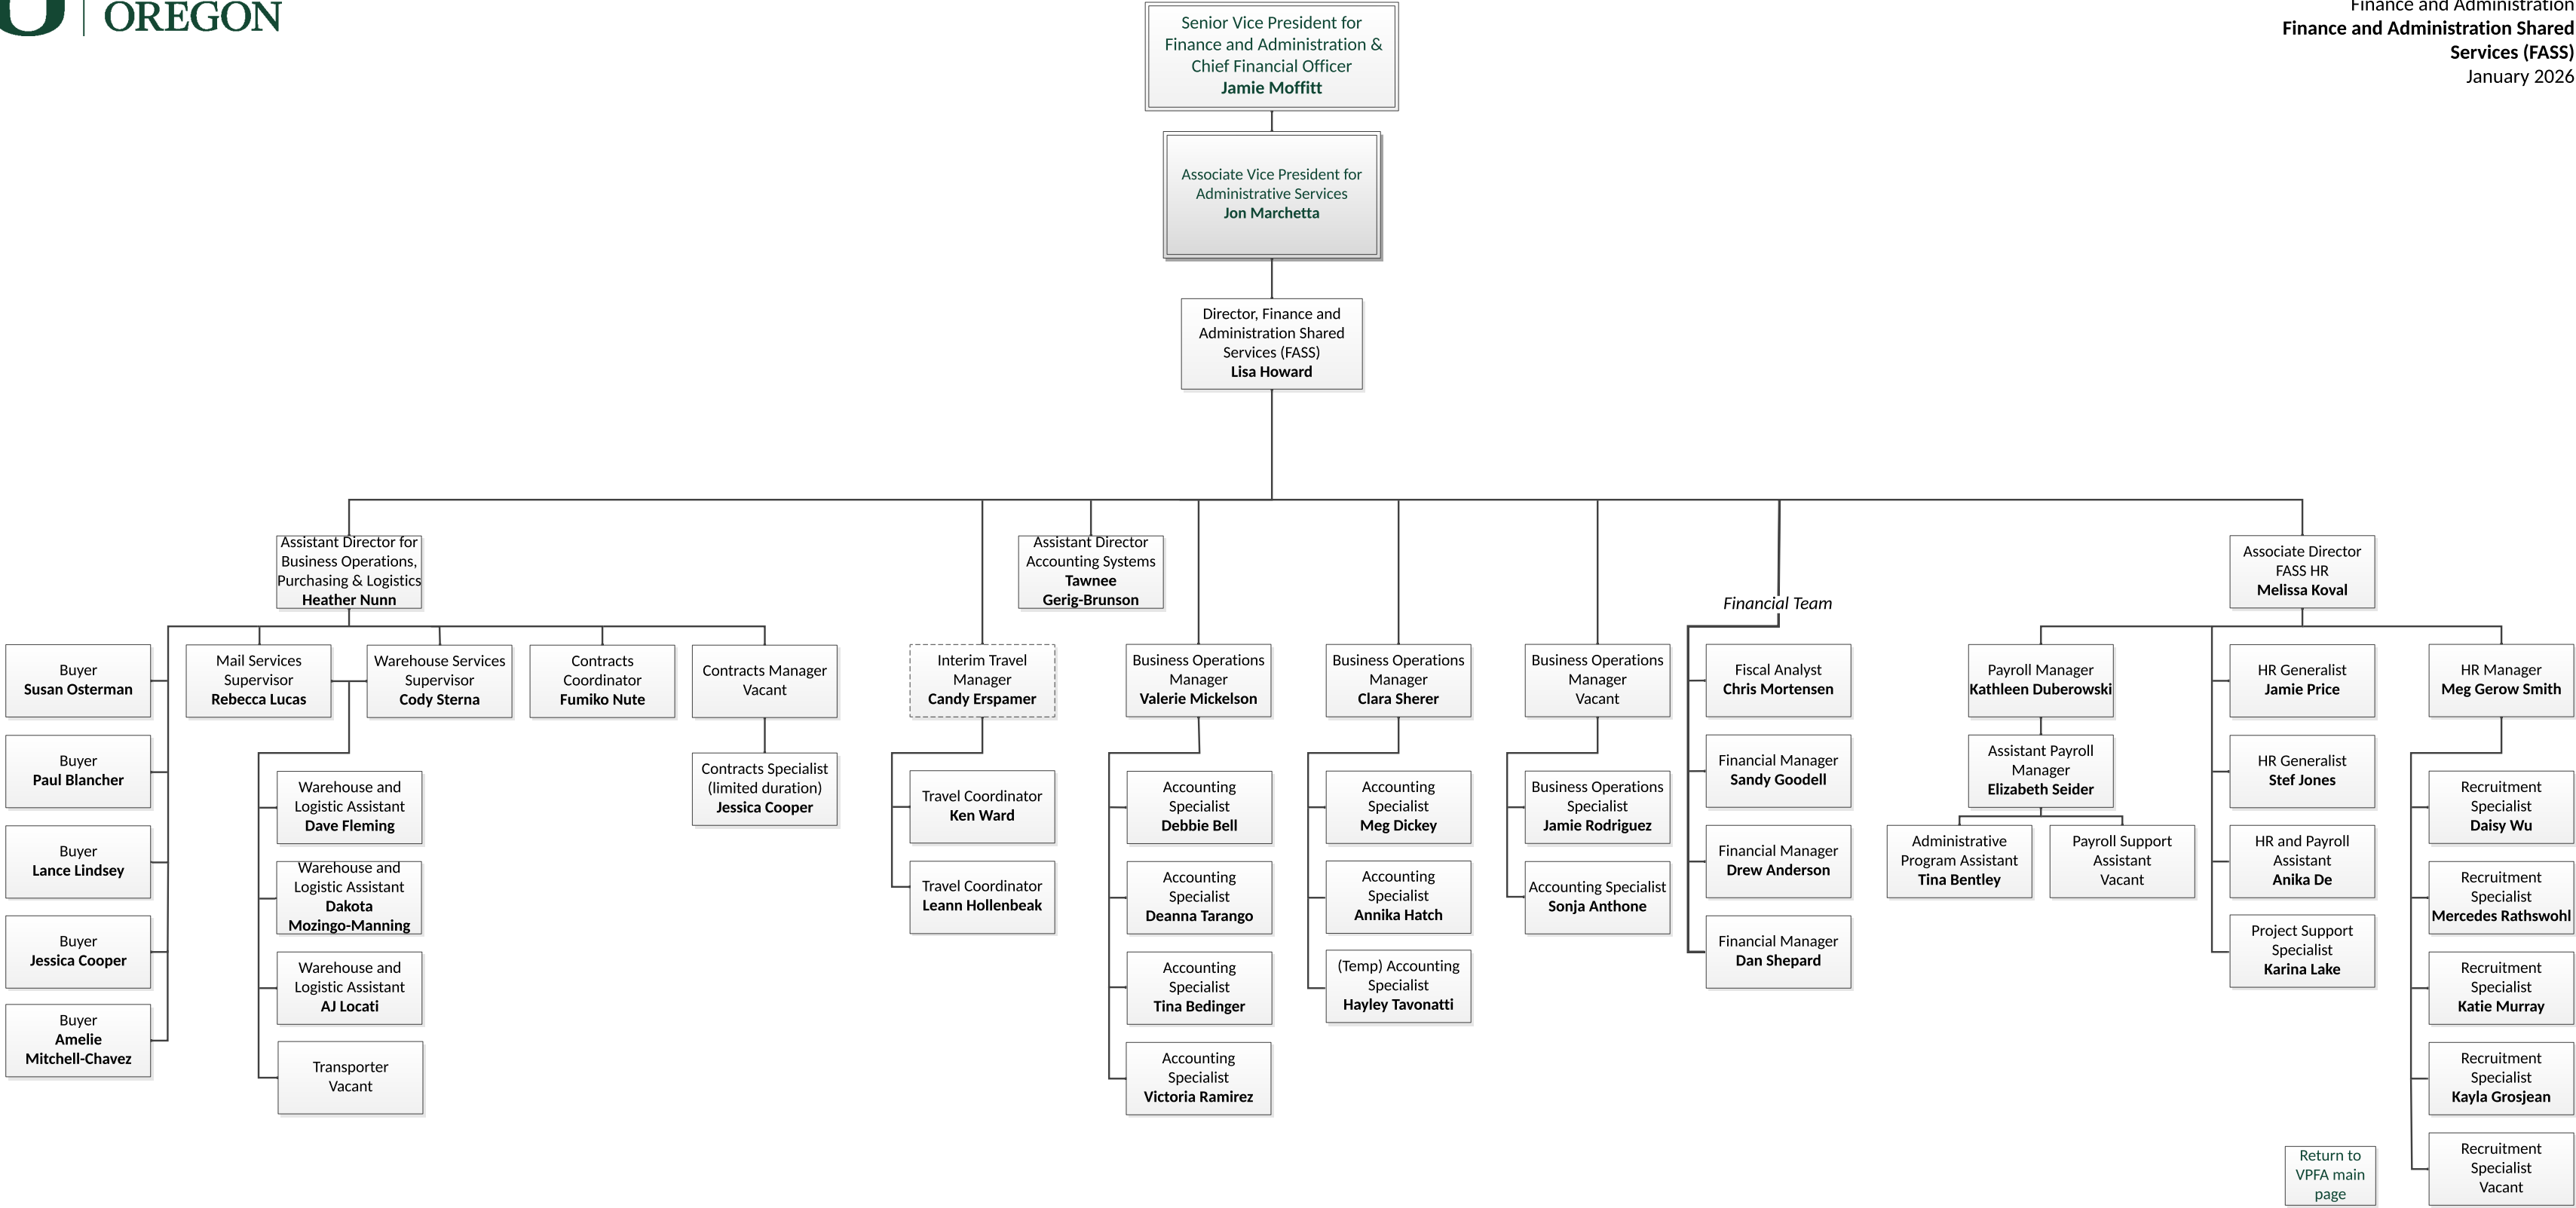 OREGON
Finance and Administration
Finance and Administration Shared
Services (FASS)
January 2026
Senior Vice President for
Finance and Administration &
Chief Financial Officer
Jamie Moffitt
Associate Vice President for
Administrative Services
Jon Marchetta
Director, Finance and
Administration Shared
Services (FASS)
Lisa Howard
Assistant Director for
Business Operations,
Purchasing & Logistics
Heather Nunn
Assistant Director
Accounting Systems
Tawnee
Gerig-Brunson
Associate Director
FASS HR
Melissa Koval
Financial Team
Buyer
Susan Osterman
Buyer
Paul Blancher
Buyer
Lance Lindsey
Buyer
Jessica Cooper
Buyer
Amelie
Mitchell-Chavez
Mail Services
Supervisor
Rebecca Lucas
Warehouse Services
Supervisor
Cody Sterna
Warehouse and
Logistic Assistant
Dave Fleming
Warehouse and
Logistic Assistant
Dakota
Mozingo-Manning
Warehouse and
Logistic Assistant
AJ Locati
Transporter
Vacant
Contracts
Coordinator
Fumiko Nute
Contracts Manager
Vacant
Contracts Specialist
(limited duration)
Jessica Cooper
Interim Travel
Manager
Candy Erspamer
Travel Coordinator
Ken Ward
Travel Coordinator
Leann Hollenbeak
Business Operations
Manager
Valerie Mickelson
Accounting
Specialist
Debbie Bell
Accounting
Specialist
Deanna Tarango
Accounting
Specialist
Tina Bedinger
Accounting
Specialist
Victoria Ramirez
Business Operations
Manager
Clara Sherer
Accounting
Specialist
Meg Dickey
Accounting
Specialist
Annika Hatch
(Temp) Accounting
Specialist
Hayley Tavonatti
Business Operations
Manager
Vacant
Business Operations
Specialist
Jamie Rodriguez
Accounting Specialist
Sonja Anthone
Fiscal Analyst
Chris Mortensen
Financial Manager
Sandy Goodell
Financial Manager
Drew Anderson
Financial Manager
Dan Shepard
Payroll Manager
Kathleen Duberowski
Assistant Payroll
Manager
Elizabeth Seider
Administrative
Program Assistant
Tina Bentley
Payroll Support
Assistant
Vacant
HR Generalist
Jamie Price
HR Generalist
Stef Jones
HR and Payroll
Assistant
Anika De
Project Support
Specialist
Karina Lake
HR Manager
Meg Gerow Smith
Recruitment
Specialist
Daisy Wu
Recruitment
Specialist
Mercedes Rathswohl
Recruitment
Specialist
Katie Murray
Recruitment
Specialist
Kayla Grosjean
Recruitment
Specialist
Vacant
Return to
VPFA main
page